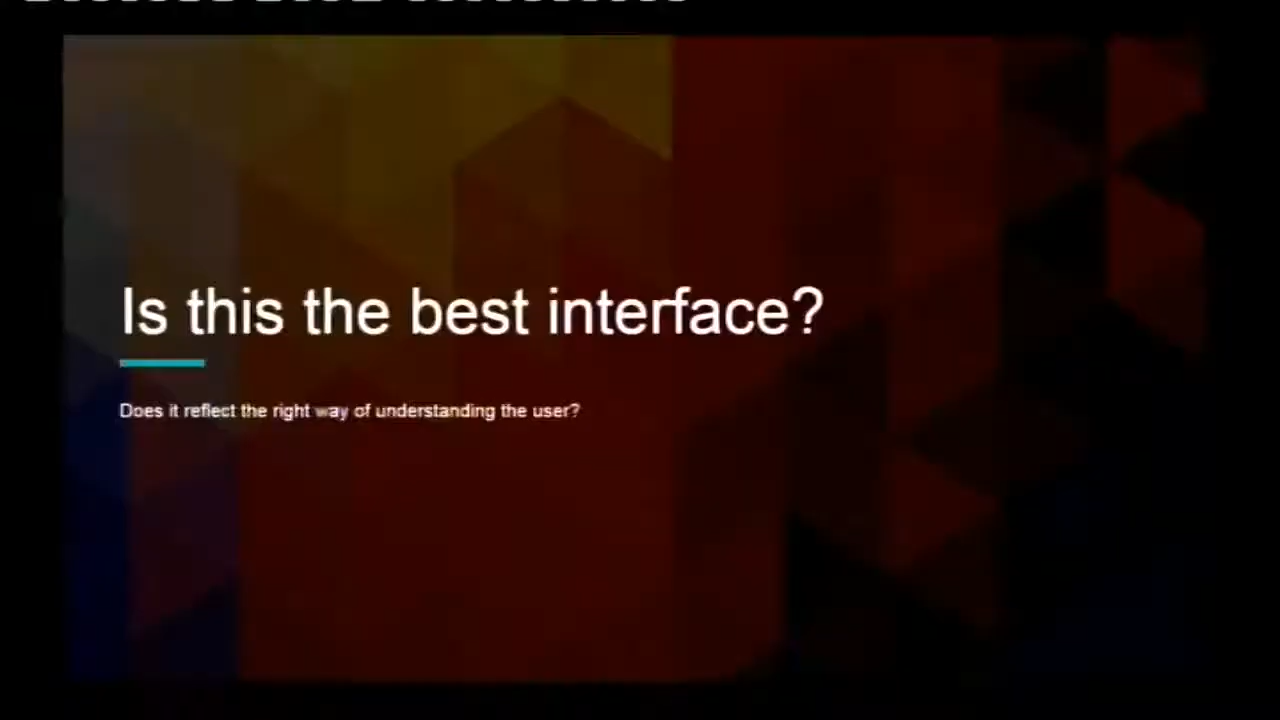 Is this the best interface?
Does it reflect the right way of understanding the user?